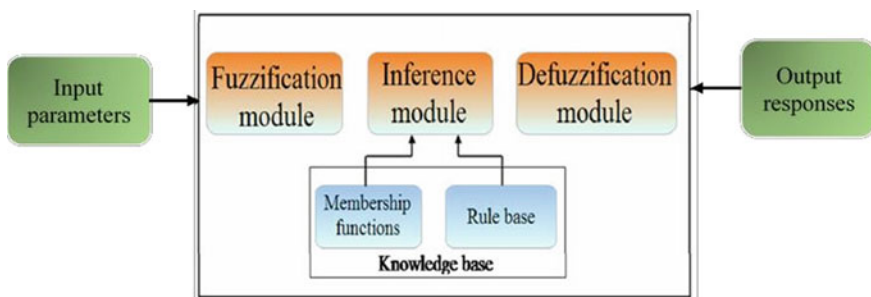 Input
parameters
Fuzzification
module
Inference
module
Defuzzification
module
Output
responses
Membership
functions
Rule base
Knowledge base